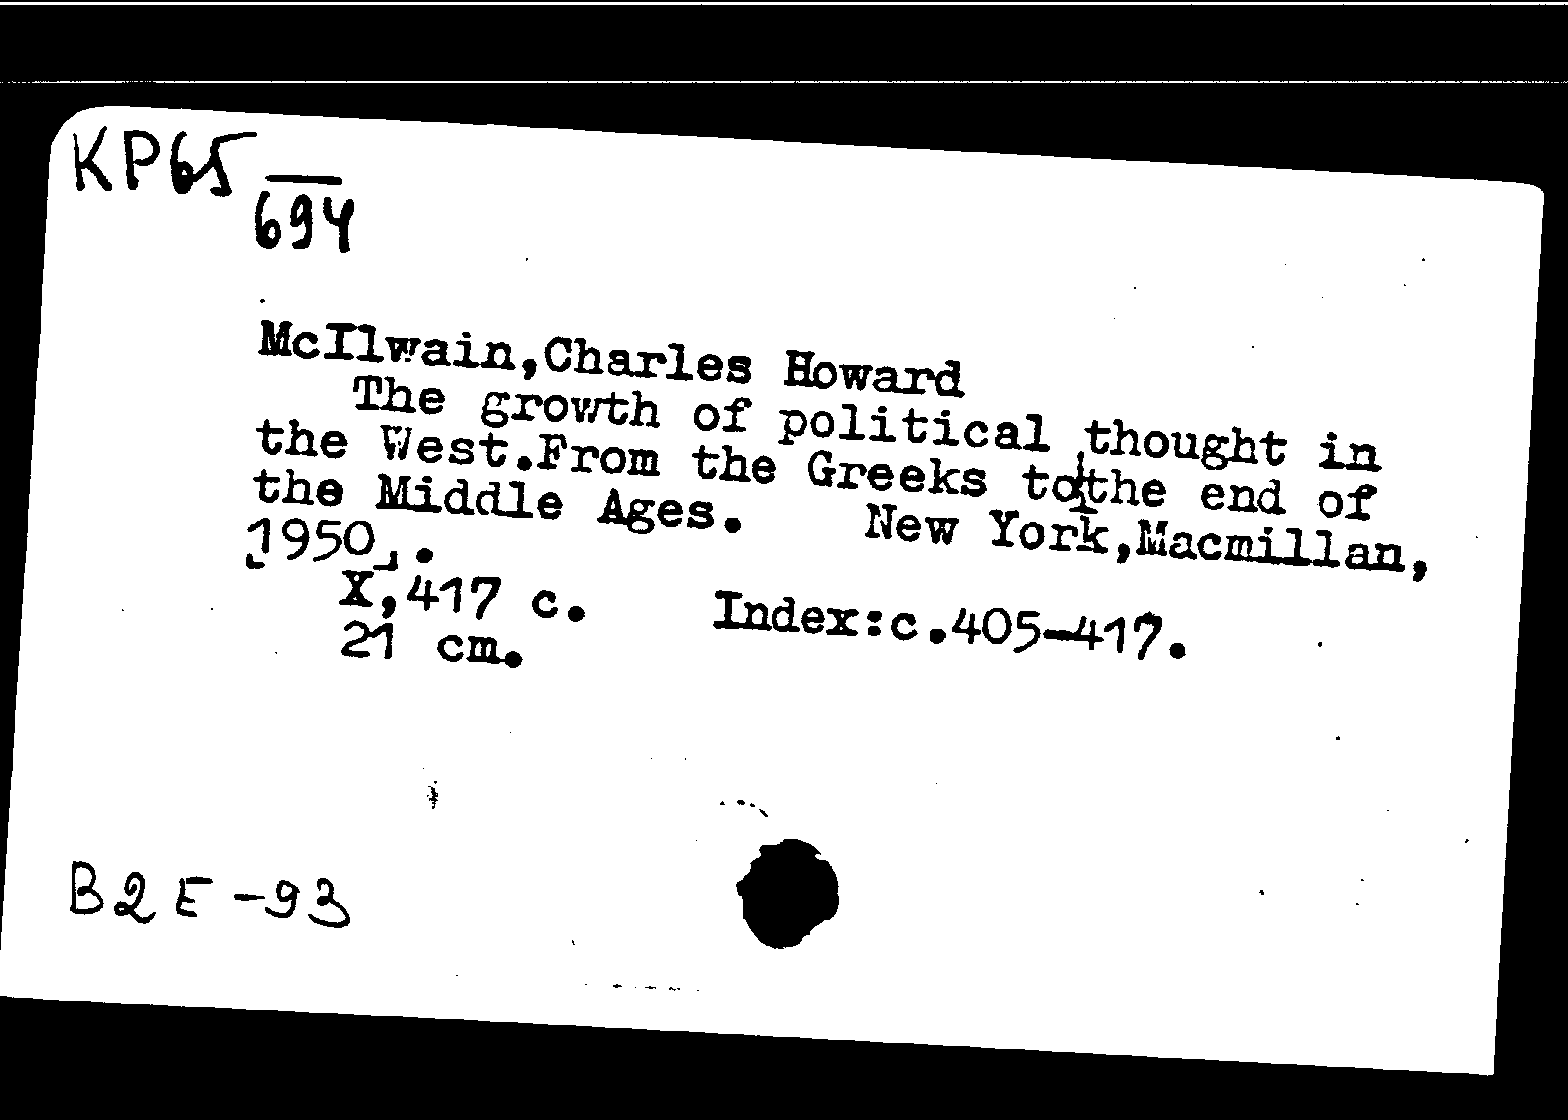 KP65
694
McIlwain,Charles Howard
The growth of political thought in
the West.From the Greeks to the end of
the Middle Ages. New York,Macmillan,
[1950].
X,417 c. Index:c.405-417.
21 cm.
B2E-93